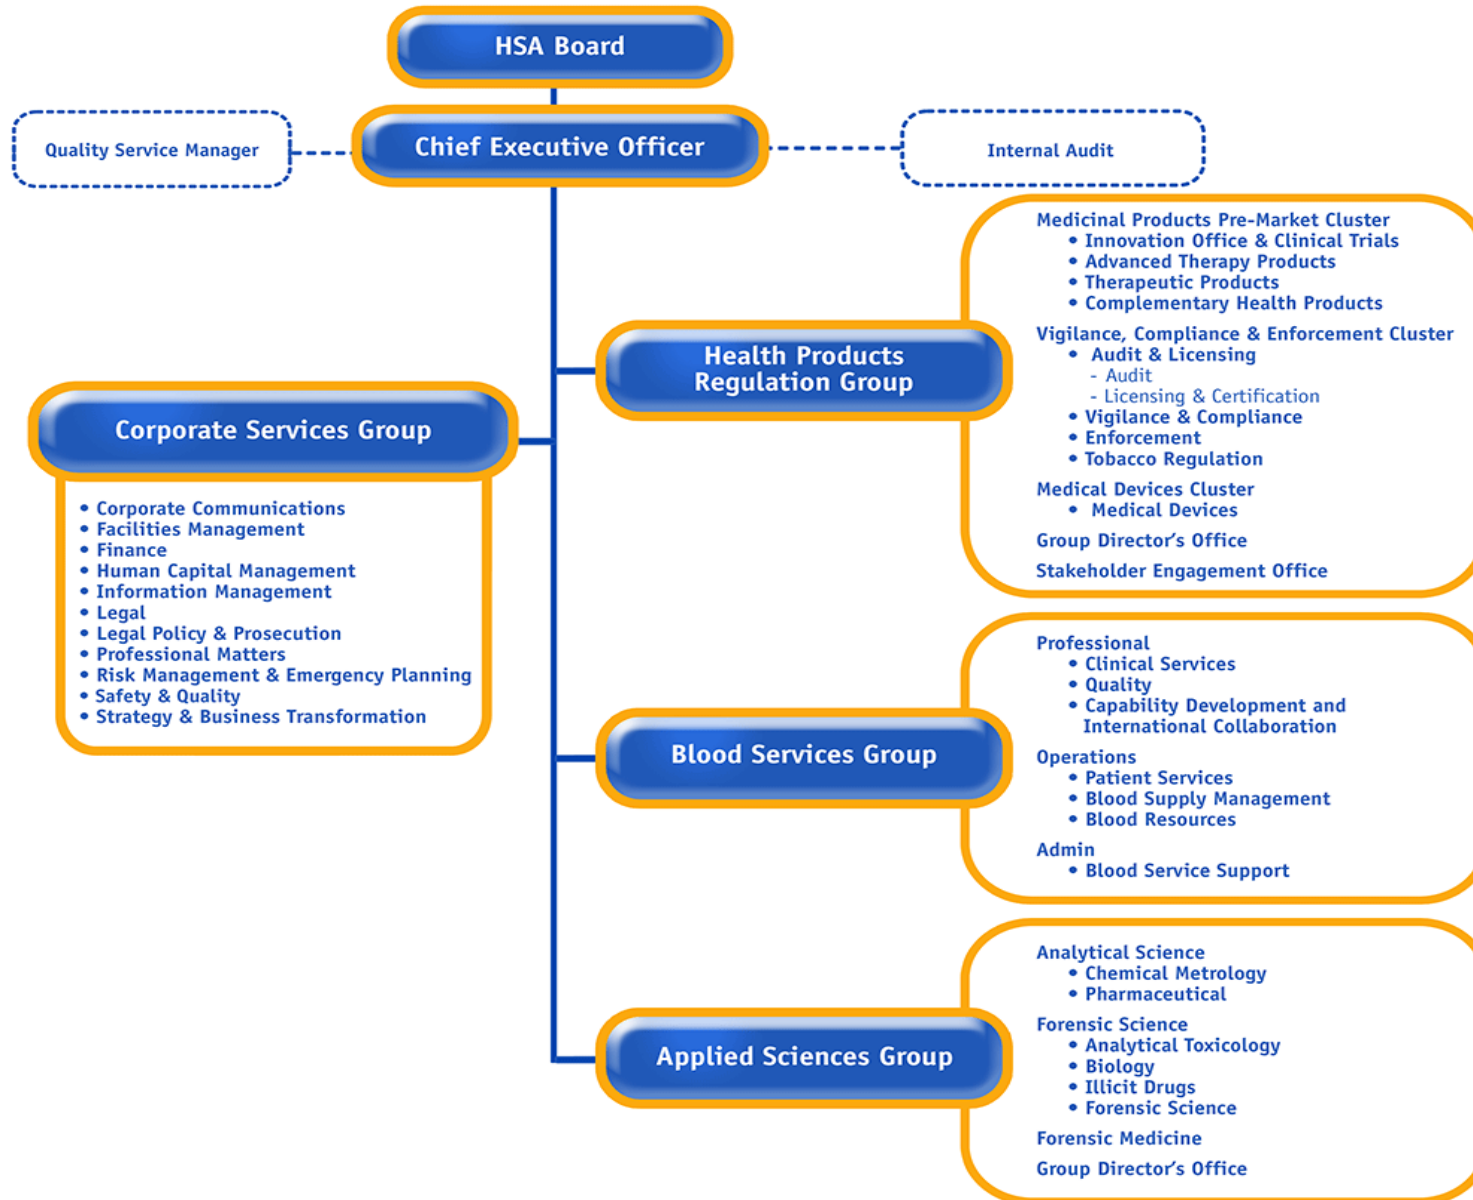 HSA Board
Quality Service Manager
Chief Executive Officer
Internal Audit
Corporate Services Group
• Corporate Communications
• Facilities Management
• Finance
• Human Capital Management
• Information Management
• Legal
• Legal Policy & Prosecution
• Professional Matters
• Risk Management & Emergency Planning
• Safety & Quality
• Strategy & Business Transformation
Health Products
Regulation Group
Medicinal Products Pre-Market Cluster
• Innovation Office & Clinical Trials
• Advanced Therapy Products
• Therapeutic Products
• Complementary Health Products
Vigilance, Compliance & Enforcement Cluster
• Audit & Licensing
- Audit
- Licensing & Certification
• Vigilance & Compliance
• Enforcement
• Tobacco Regulation
Medical Devices Cluster
• Medical Devices
Group Director's Office
Stakeholder Engagement Office
Blood Services Group
Professional
• Clinical Services
• Quality
• Capability Development and
International Collaboration
Operations
• Patient Services
• Blood Supply Management
• Blood Resources
Admin
• Blood Service Support
Applied Sciences Group
Analytical Science
• Chemical Metrology
• Pharmaceutical
Forensic Science
• Analytical Toxicology
• Biology
• Illicit Drugs
• Forensic Science
Forensic Medicine
Group Director's Office